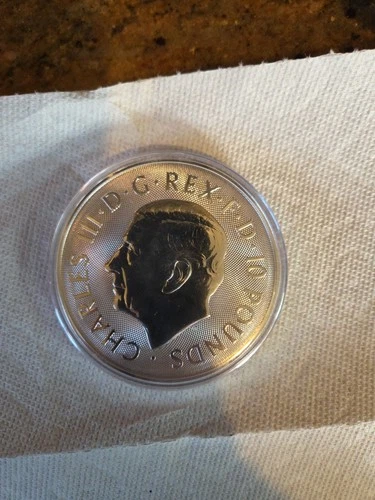 CHARLES III · D · G · REX · F · D · 10 POUNDS ·